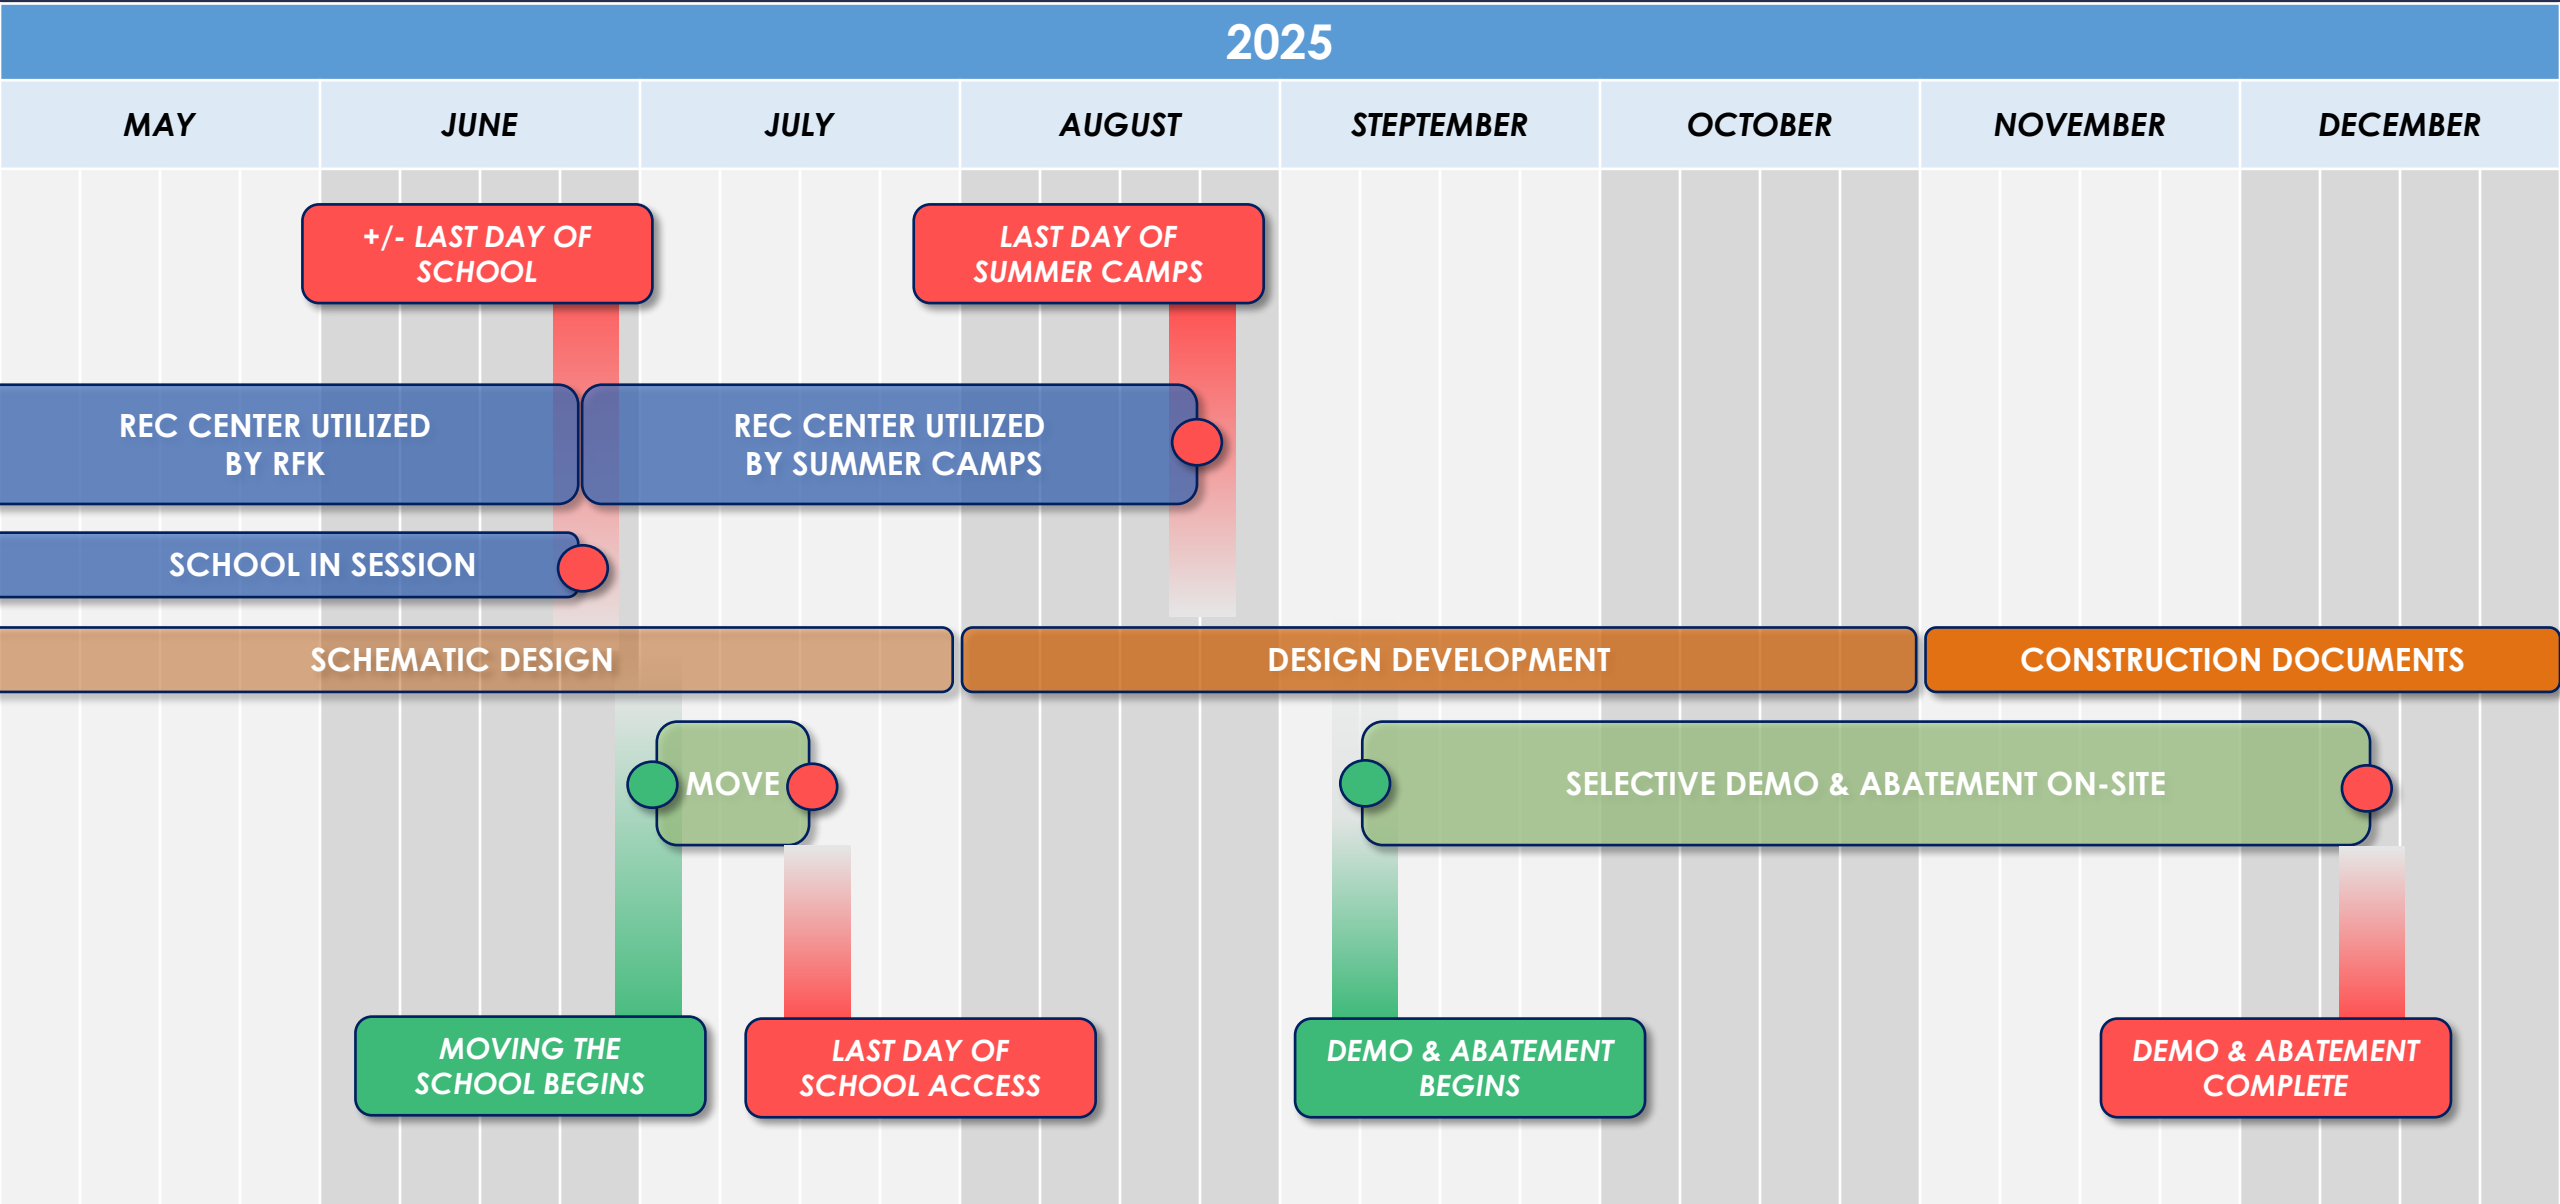 2025
MAY
JUNE
JULY
AUGUST
STEPTEMBER
OCTOBER
NOVEMBER
DECEMBER
+/- LAST DAY OF
SCHOOL
LAST DAY OF
SUMMER CAMPS
REC CENTER UTILIZED
BY RFK
REC CENTER UTILIZED
BY SUMMER CAMPS
SCHOOL IN SESSION
SCHEMATIC DESIGN
DESIGN DEVELOPMENT
CONSTRUCTION DOCUMENTS
MOVE
SELECTIVE DEMO & ABATEMENT ON-SITE
MOVING THE
SCHOOL BEGINS
LAST DAY OF
SCHOOL ACCESS
DEMO & ABATEMENT
BEGINS
DEMO & ABATEMENT
COMPLETE